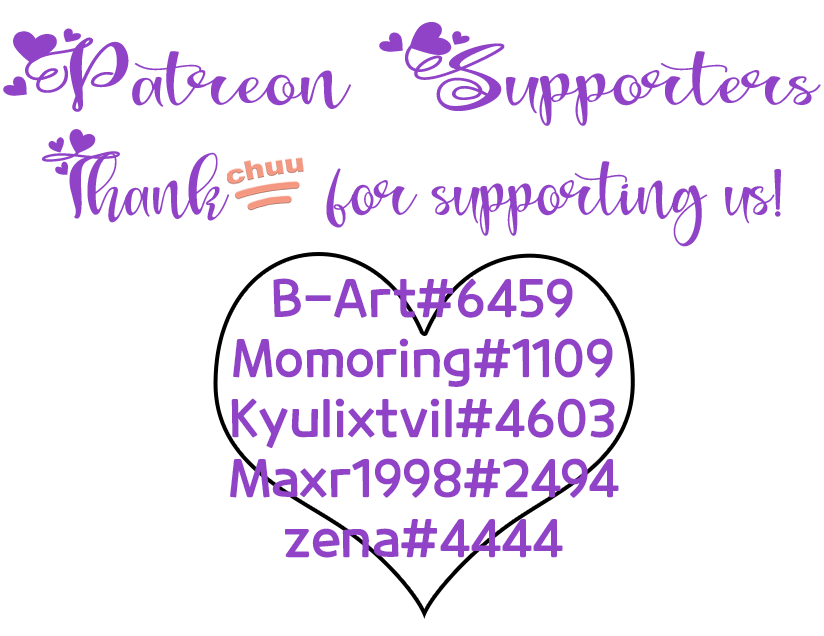 Patreon Supporters
Thank chuu for supporting us!
B-Art#6459
Momoring#1109
Kyulixtvil#4603
Maxr1998#2494
zena#4444